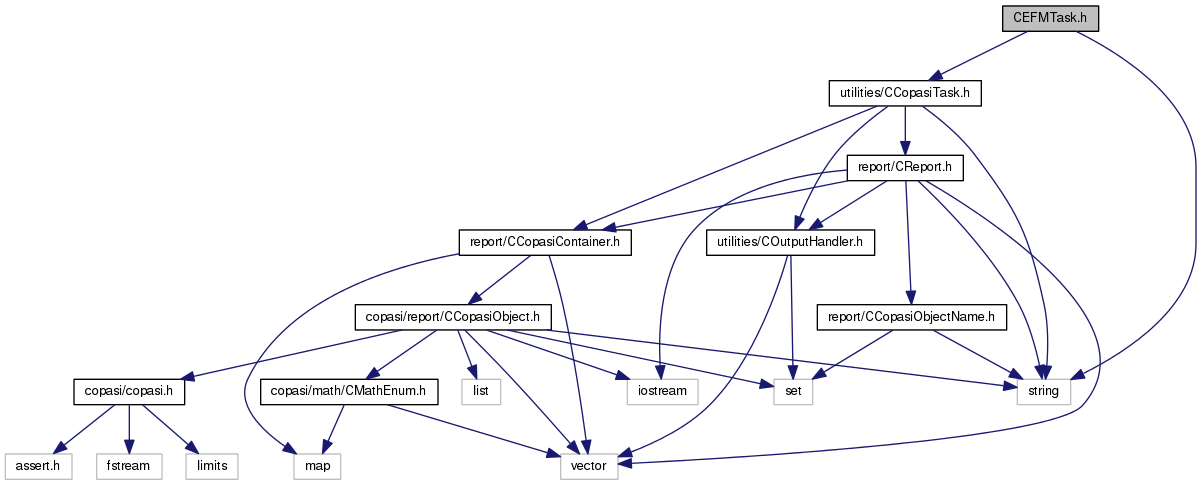 CEFMTask.h
utilities/CCopasiTask.h
report/CReport.h
report/CCopasiContainer.h
utilities/COutputHandler.h
copasi/report/CCopasiObject.h
report/CCopasiObjectName.h
copasi/copasi.h
copasi/math/CMathEnum.h
list
iostream
set
string
assert.h
fstream
limits
map
vector